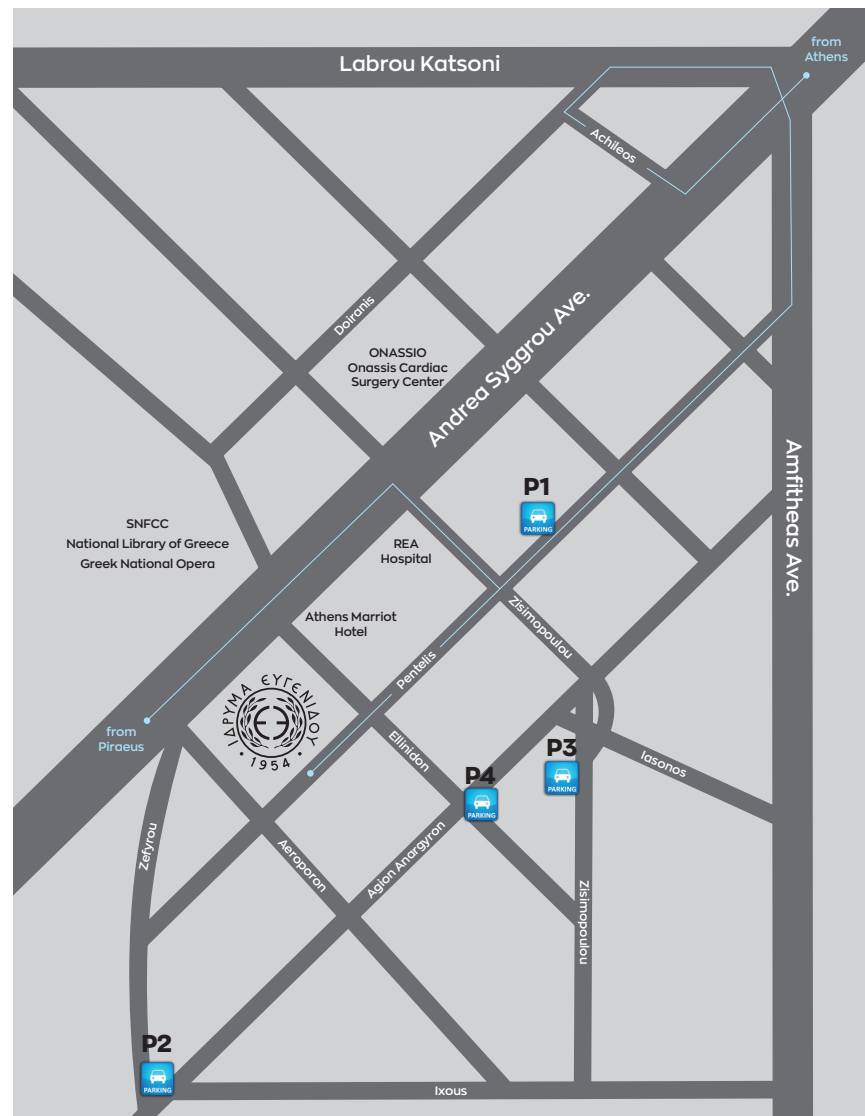 from
Athens
Labrou Katsoni
Achileos
Doiranis
Andrea Syggrou Ave.
ONASSIO
Onassis Cardiac
Surgery Center
Amfitheas Ave.
P1
PARKING
SNFCC
National Library of Greece
Greek National Opera
REA
Hospital
Zisimopoulou
Athens Marriot
Hotel
Pentelis
ΙΔΡΥΜΑ ΕΥΓΕΝΙΔΟΥ
• 1954 •
from
Piraeus
Ellinidon
P3
PARKING
Iasonos
P4
PARKING
Zefyrou
Aeroporon
Agion Anargyron
Zisimopoulou
P2
PARKING
Ixous